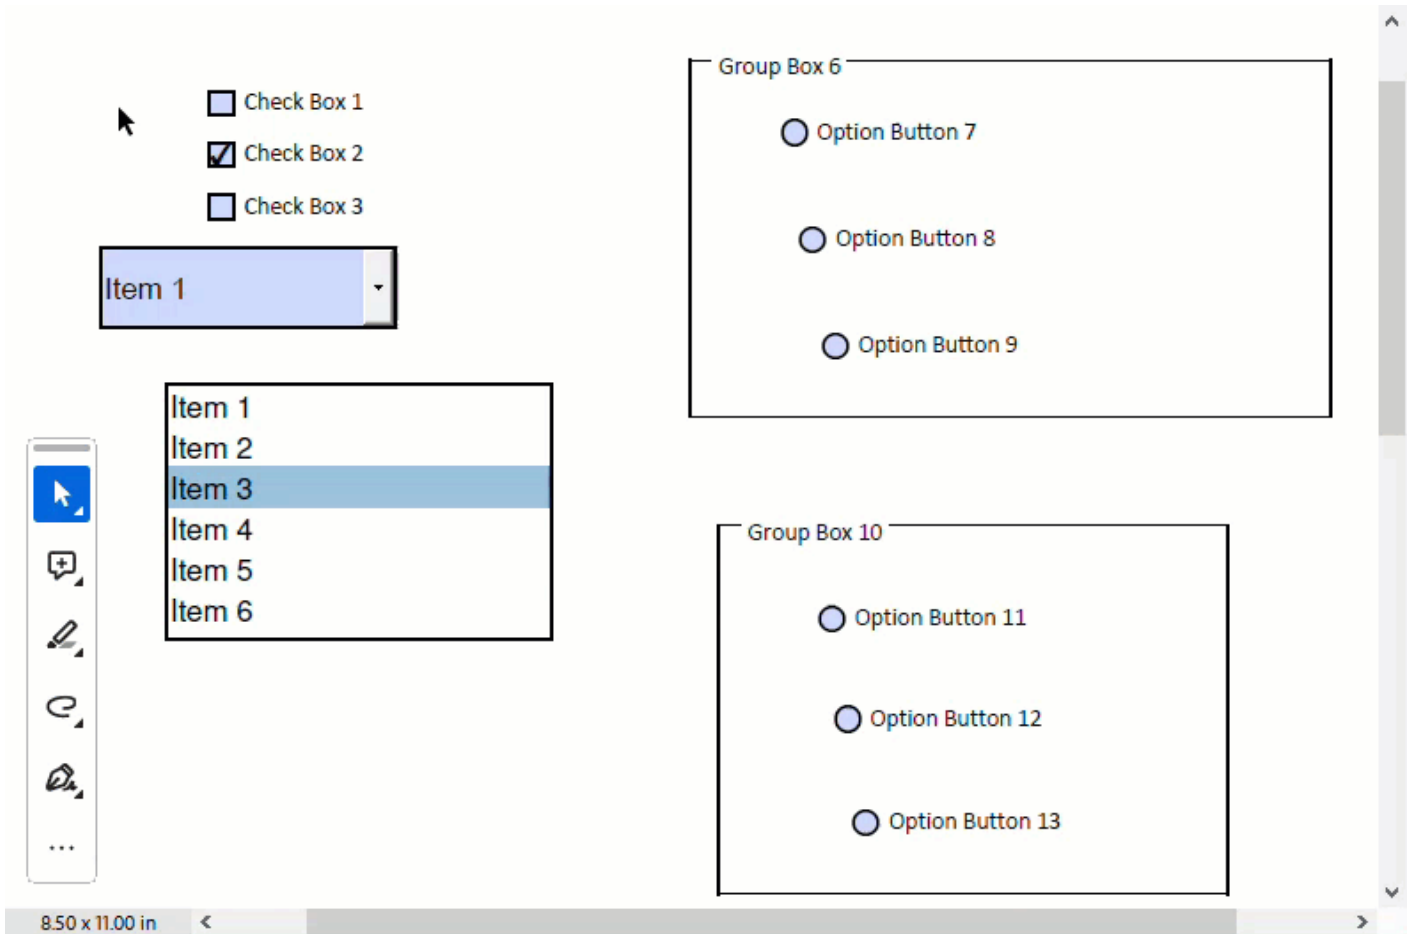 Check Box 1
Check Box 2
Check Box 3
Item 1
Item 1
Item 2
Item 3
Item 4
Item 5
Item 6
Group Box 6
Option Button 7
Option Button 8
Option Button 9
Group Box 10
Option Button 11
Option Button 12
Option Button 13
8.50 x 11.00 in